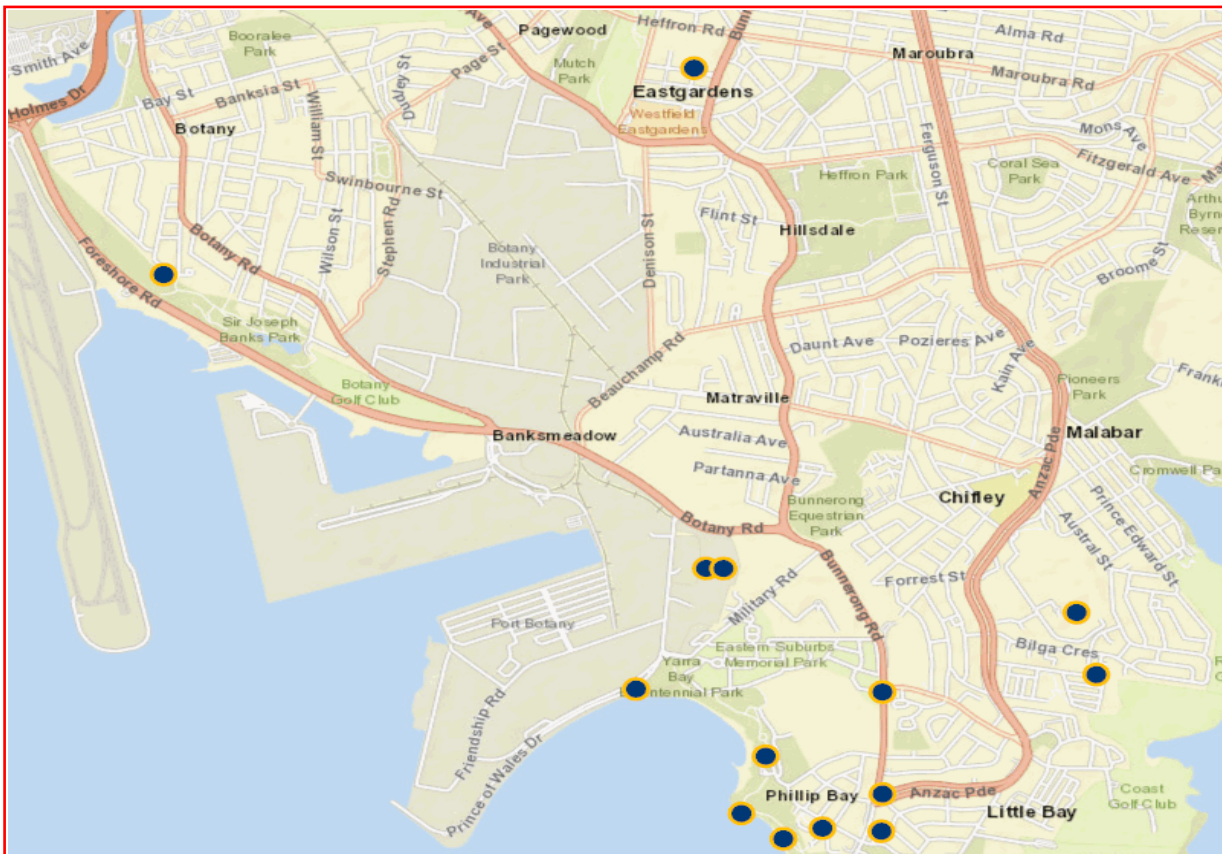 Smith Ave
Holmes Dr
Booralee
Park
Bay St
Banksia St
Botany
William St
Dudley St
Page St
Pagewood
Mutch
Park
Ave
Heffron Rd
Eastgardens
Westfield
Eastgardens
Maroubra
Alma Rd
Maroubra Rd
Mons Ave
Fitzgerald Ave
Ferguson St
Coral Sea
Park
Heffron Park
Swinbourne St
Wilson St
Stephen Rd
Botany Rd
Foreshore Rd
Botany
Industrial
Park
Denison St
Flint St
Hillsdale
Broome St
Sir Joseph
Banks Park
Botany
Golf Club
Beauchamp Rd
Daunt Ave
Pozieres Ave
Kain Ave
Pioneers
Park
Matraville
Banksmeadow
Australia Ave
Partanna Ave
Malabar
Anzac Pde
Chifley
Bunnerong
Equestrian
Park
Botany Rd
Prince Edward St
Austral St
Bunnerong Rd
Forrest St
Military Rd
Port Botany
Eastern Suburbs
Memorial Park
Bilga Cres
Yarra
Bay
Friendship Rd
Prince of Wales Dr
Phillip Bay
Anzac Pde
Little Bay
Coast
Golf Club